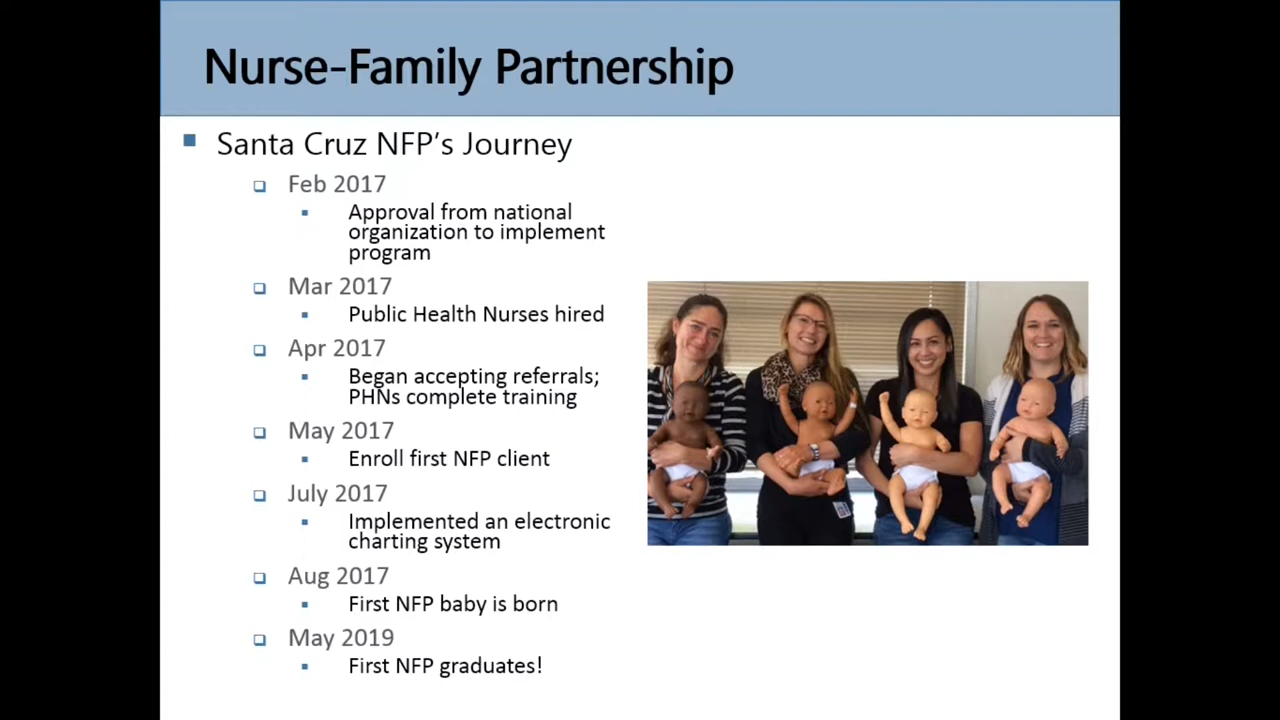 Nurse-Family Partnership
Santa Cruz NFP's Journey
Feb 2017
Approval from national
organization to implement
program
Mar 2017
Public Health Nurses hired
Apr 2017
Began accepting referrals;
PHNs complete training
May 2017
Enroll first NFP client
July 2017
Implemented an electronic
charting system
Aug 2017
First NFP baby is born
May 2019
First NFP graduates!